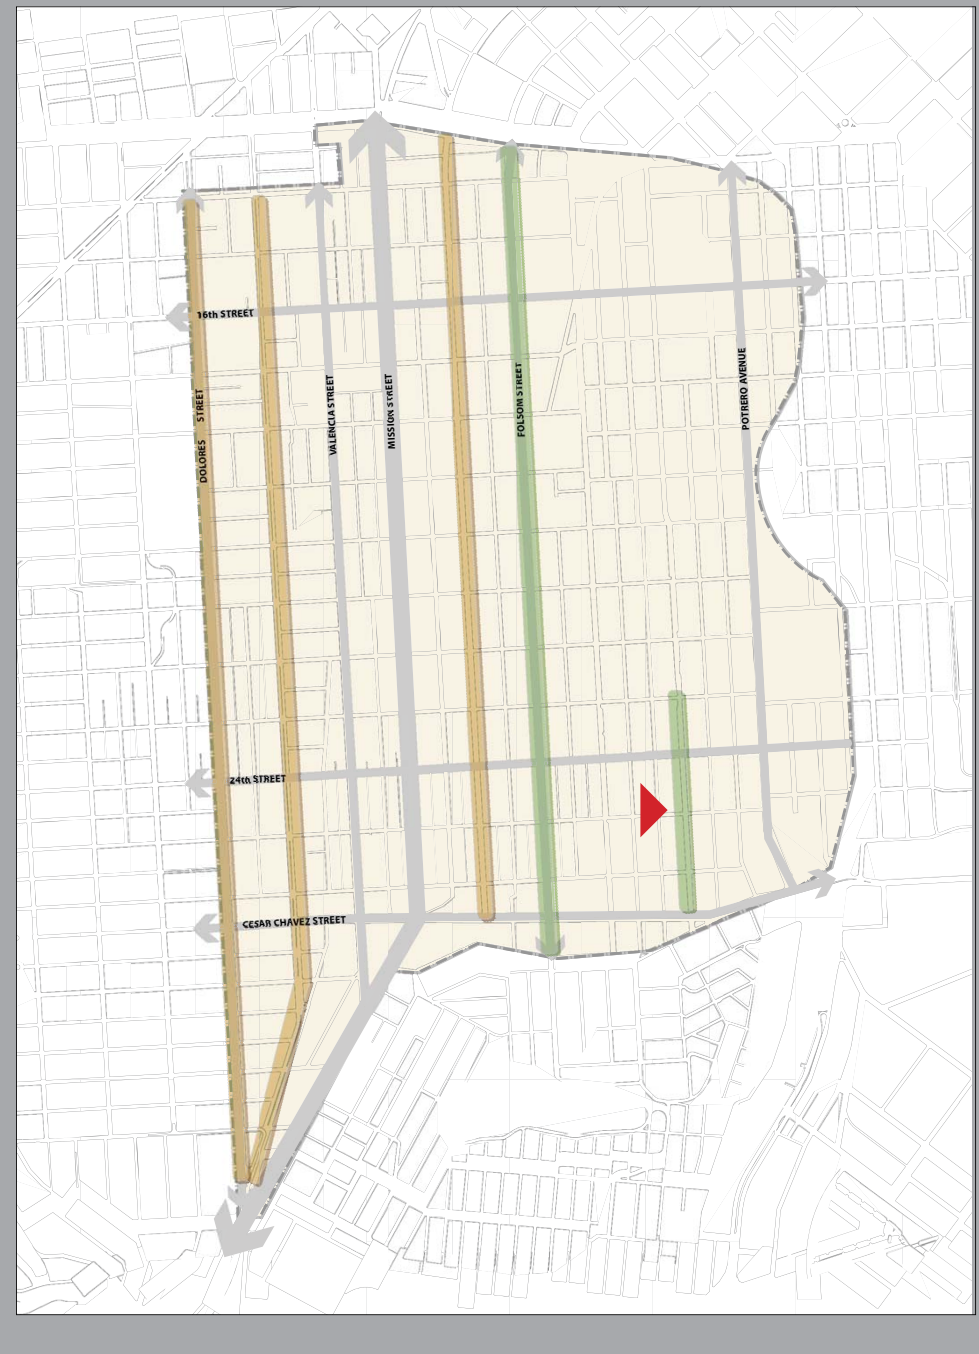 16th STREET
DOLORES STREET
VALENCIA STREET
MISSION STREET
FOLSOM STREET
POTRERO AVENUE
24th STREET
CESAR CHAVEZ STREET